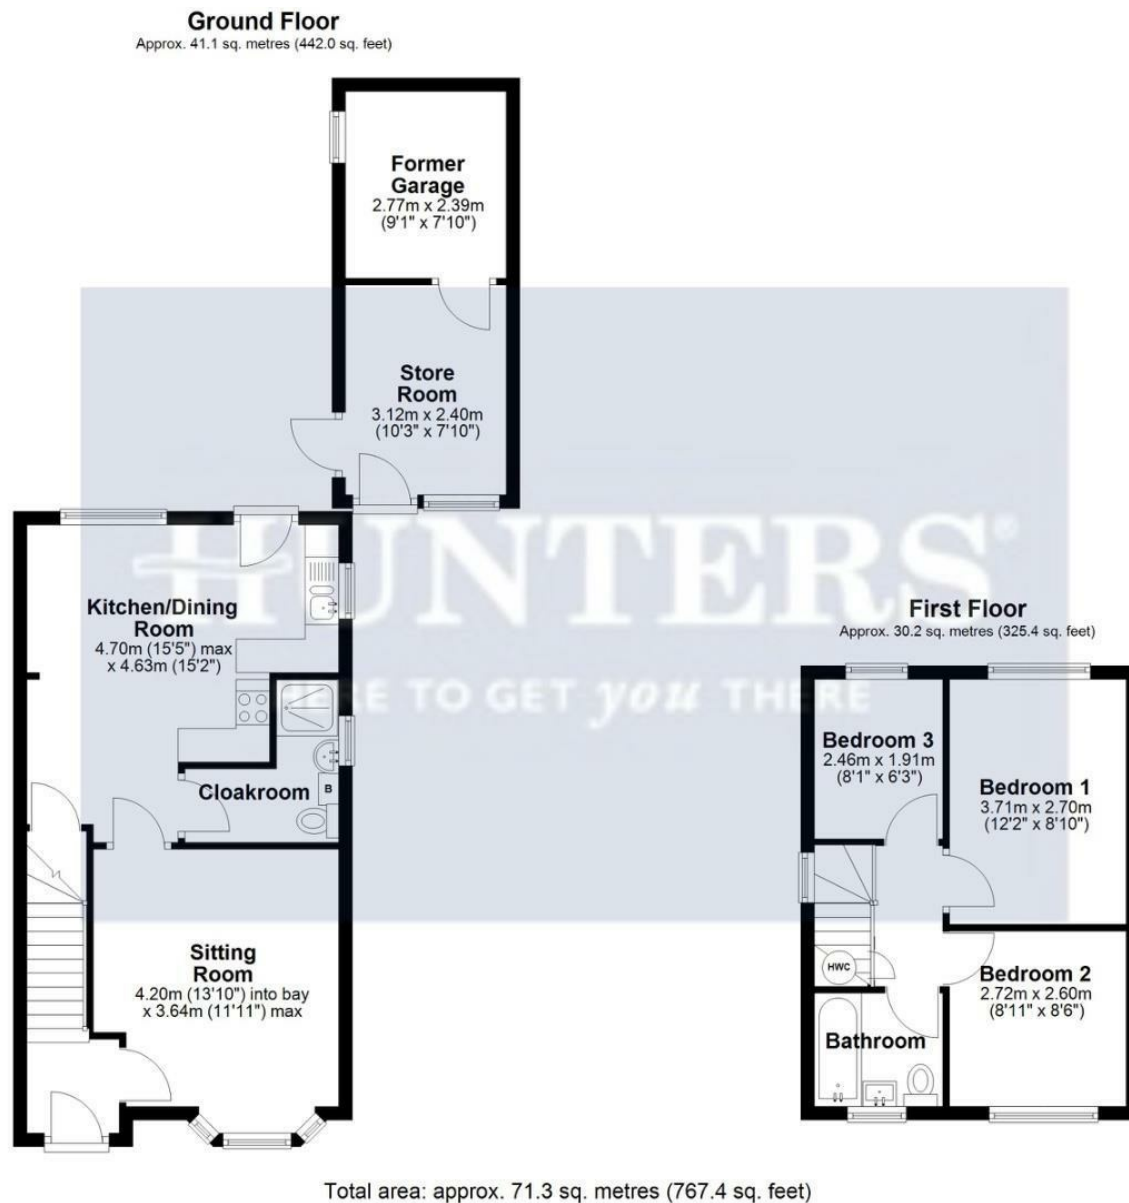 Ground Floor
Approx. 41.1 sq. metres (442.0 sq. feet)
Former
Garage
2.77m x 2.39m
(9'1" x 7'10")
Store
Room
3.12m x 2.40m
(10'3" x 7'10")
HUNTERS®
HERE TO GET you THERE
Kitchen/Dining
Room
4.70m (15'5") max
x 4.63m (15'2")
Cloakroom
B
Sitting
Room
4.20m (13'10") into bay
x 3.64m (11'11") max
First Floor
Approx. 30.2 sq. metres (325.4 sq. feet)
Bedroom 3
2.46m x 1.91m
(8'1" x 6'3")
Bedroom 1
3.71m x 2.70m
(12'2" x 8'10")
HWC
Bedroom 2
2.72m x 2.60m
(8'11" x 8'6")
Bathroom
Total area: approx. 71.3 sq. metres (767.4 sq. feet)